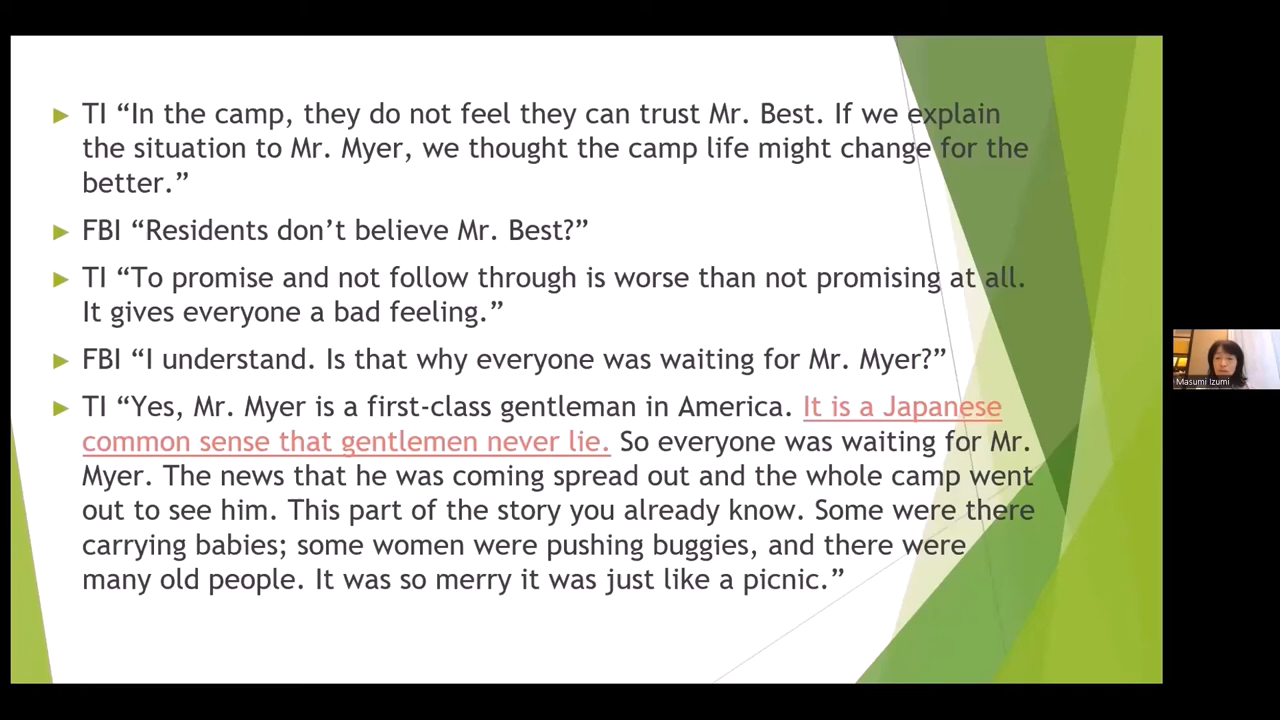 TI “In the camp, they do not feel they can trust Mr. Best. If we explain
the situation to Mr. Myer, we thought the camp life might change for the
better.”
FBI “Residents don’t believe Mr. Best?”
TI “To promise and not follow through is worse than not promising at all.
It gives everyone a bad feeling.”
FBI “I understand. Is that why everyone was waiting for Mr. Myer?”
TI “Yes, Mr. Myer is a first-class gentleman in America. It is a Japanese
common sense that gentlemen never lie. So everyone was waiting for Mr.
Myer. The news that he was coming spread out and the whole camp went
out to see him. This part of the story you already know. Some were there
carrying babies; some women were pushing buggies, and there were
many old people. It was so merry it was just like a picnic.”
Masumi Izumi